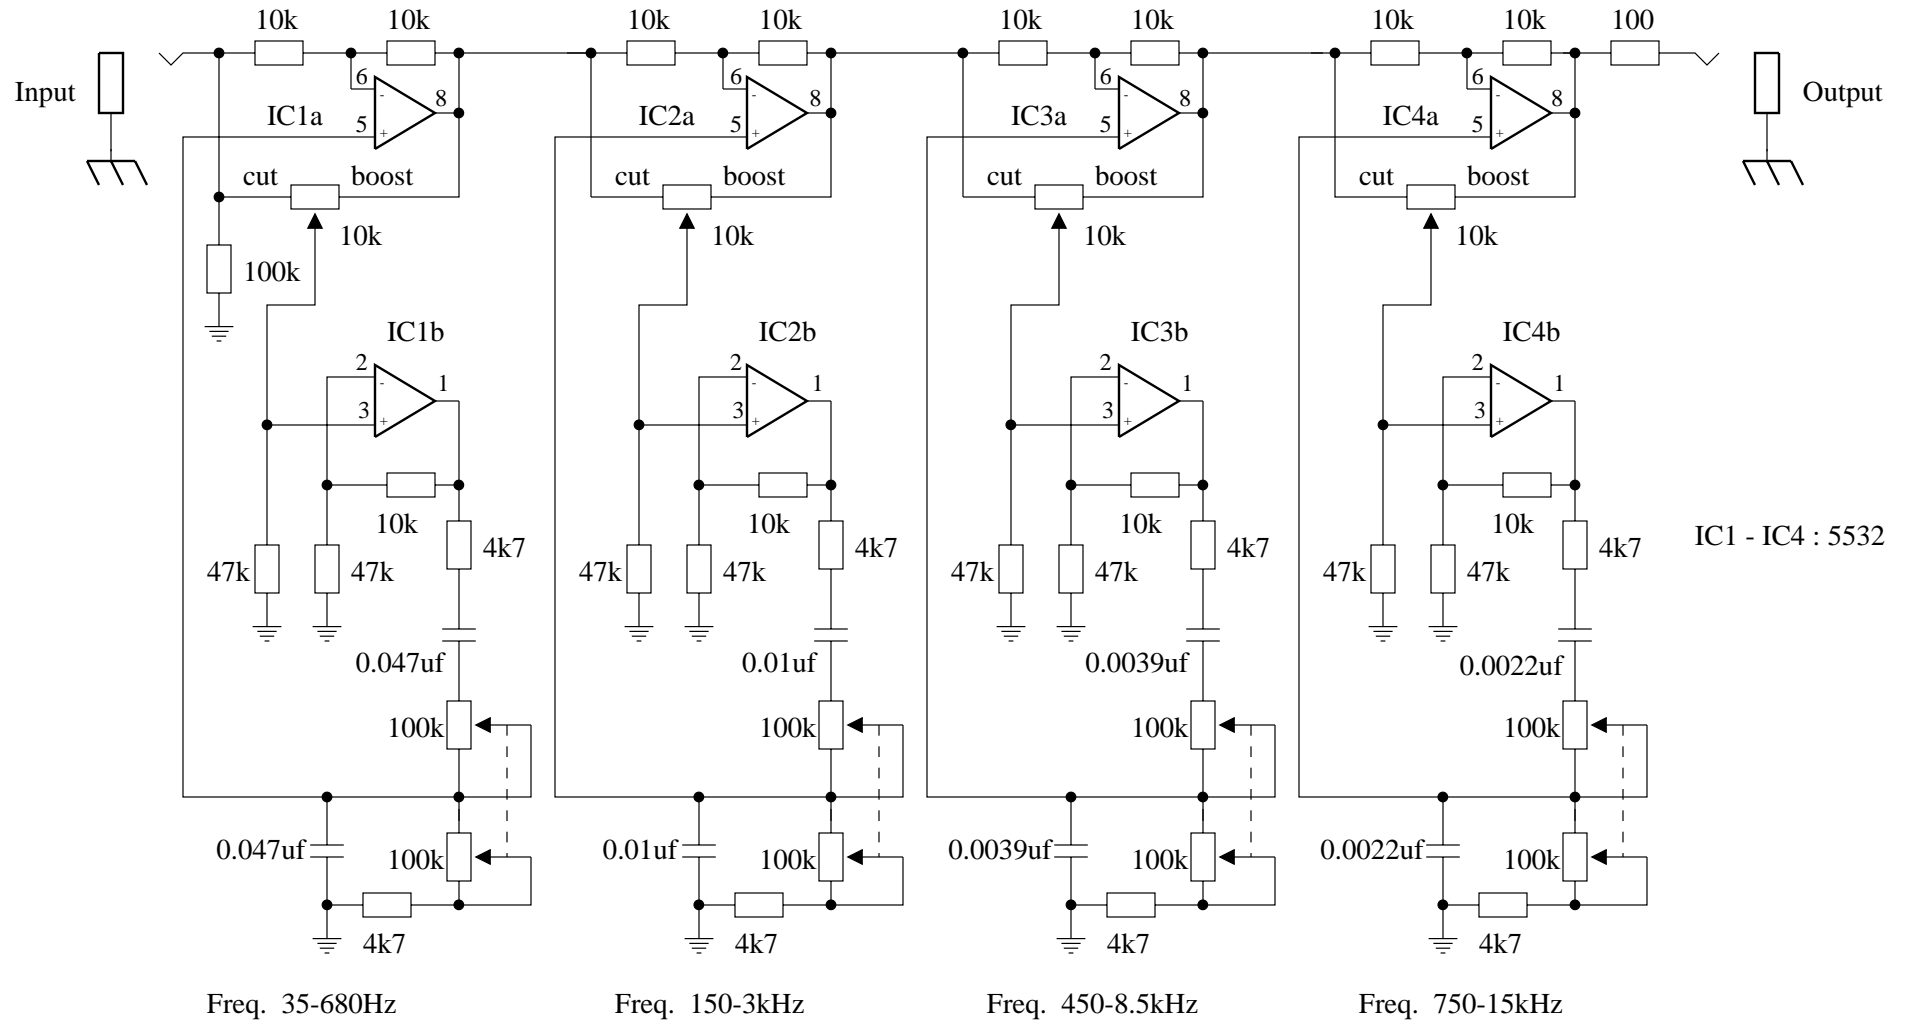 10k 10k 10k 10k 10k 10k 10k 10k 100
Input Output
6 6 6 6
- - - -
8 8 8 8
IC1a IC2a IC3a IC4a
5 5 5 5
+ + + +
cut boost cut boost cut boost cut boost
10k 10k 10k 10k
100k
IC1b IC2b IC3b IC4b
2 2 2 2
- - - -
1 1 1 1
3 3 3 3
+ + + +
10k 10k 10k 10k
4k7 4k7 4k7 4k7
IC1 - IC4 : 5532
47k 47k 47k 47k 47k 47k 47k 47k
0.047uf 0.01uf 0.0039uf 0.0022uf
100k 100k 100k 100k
0.047uf 100k 0.01uf 100k 0.0039uf 100k 0.0022uf 100k
4k7 4k7 4k7 4k7
Freq. 35-680Hz Freq. 150-3kHz Freq. 450-8.5kHz Freq. 750-15kHz